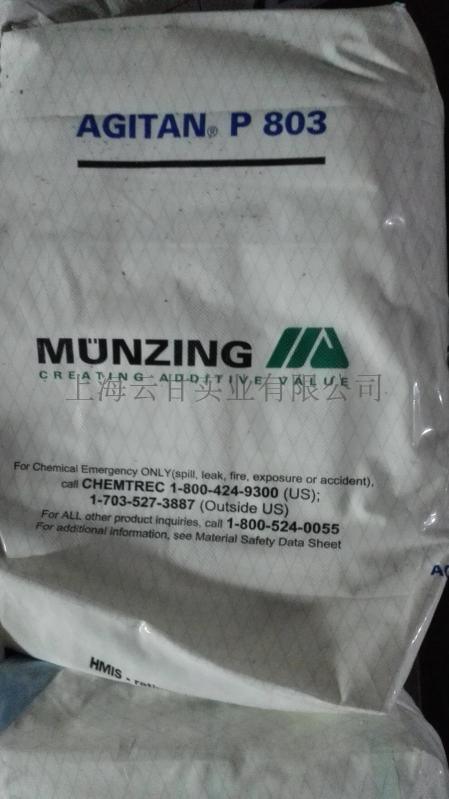 AGITAN® P 803
MÜNZING
CREATING ADDITIVE VALUE
上海云甘实业有限公司
For Chemical Emergency ONLY(spill, leak, fire, exposure or accident),
call CHEMTREC 1-800-424-9300 (US);
1-703-527-3887 (Outside US)
For ALL other product inquiries, call 1-800-524-0055
For additional information, see Material Safety Data Sheet
HMIS -